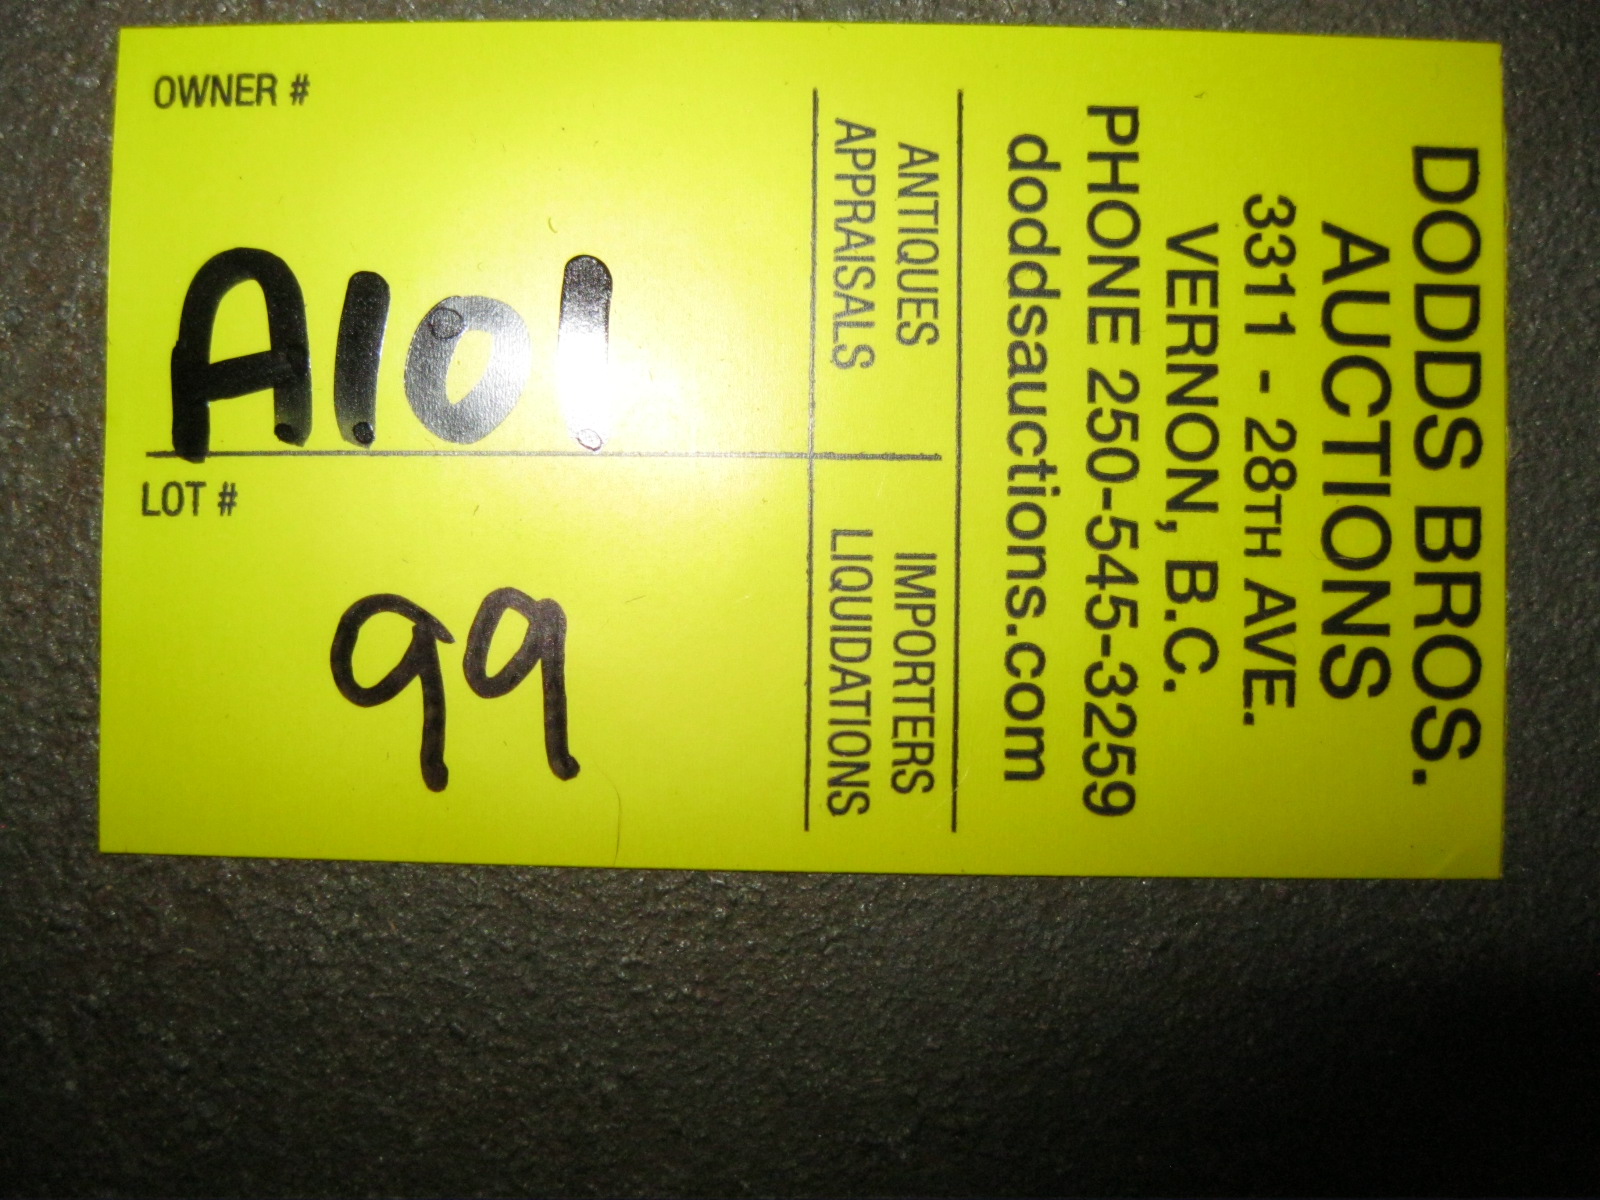 DODDS BROS.
AUCTIONS
3311 - 28TH AVE.
VERNON, B.C.
PHONE 250-545-3259
doddsauctions.com
ANTIQUES
APPRAISALS
IMPORTERS
LIQUIDATIONS
OWNER #
A101
LOT #
99